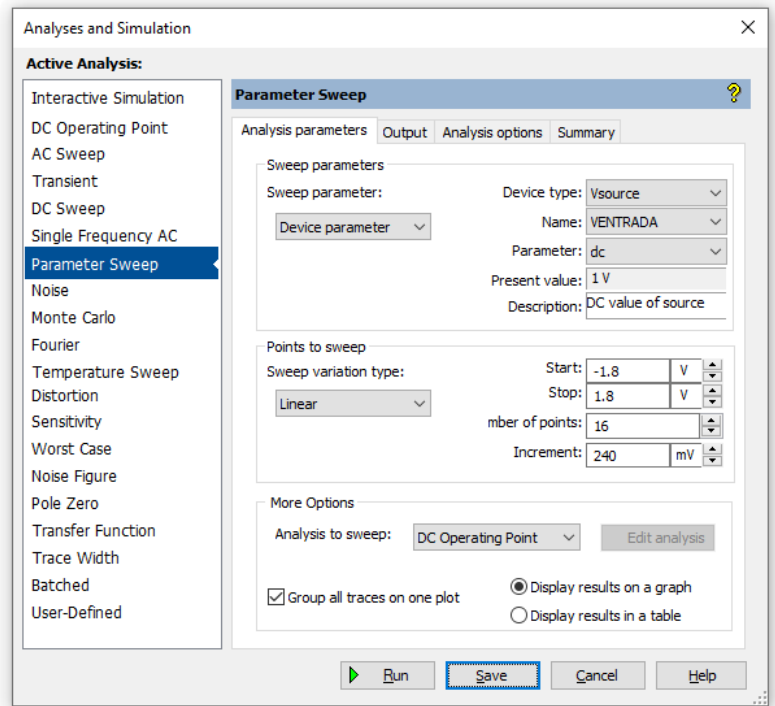 Analyses and Simulation
Active Analysis:
Interactive Simulation
DC Operating Point
AC Sweep
Transient
DC Sweep
Single Frequency AC
Parameter Sweep
Noise
Monte Carlo
Fourier
Temperature Sweep
Distortion
Sensitivity
Worst Case
Noise Figure
Pole Zero
Transfer Function
Trace Width
Batched
User-Defined
Parameter Sweep
?
Analysis parameters Output Analysis options Summary
Sweep parameters
Sweep parameter:
Device parameter
Device type: Vsource
Name: VENTRADA
Parameter: dc
Present value: 1 V
Description: DC value of source
Points to sweep
Sweep variation type:
Linear
Start: -1.8 V
Stop: 1.8 V
mber of points: 16
Increment: 240 mV
More Options
Analysis to sweep: DC Operating Point Edit analysis
Group all traces on one plot
Display results on a graph
Display results in a table
Run Save Cancel Help